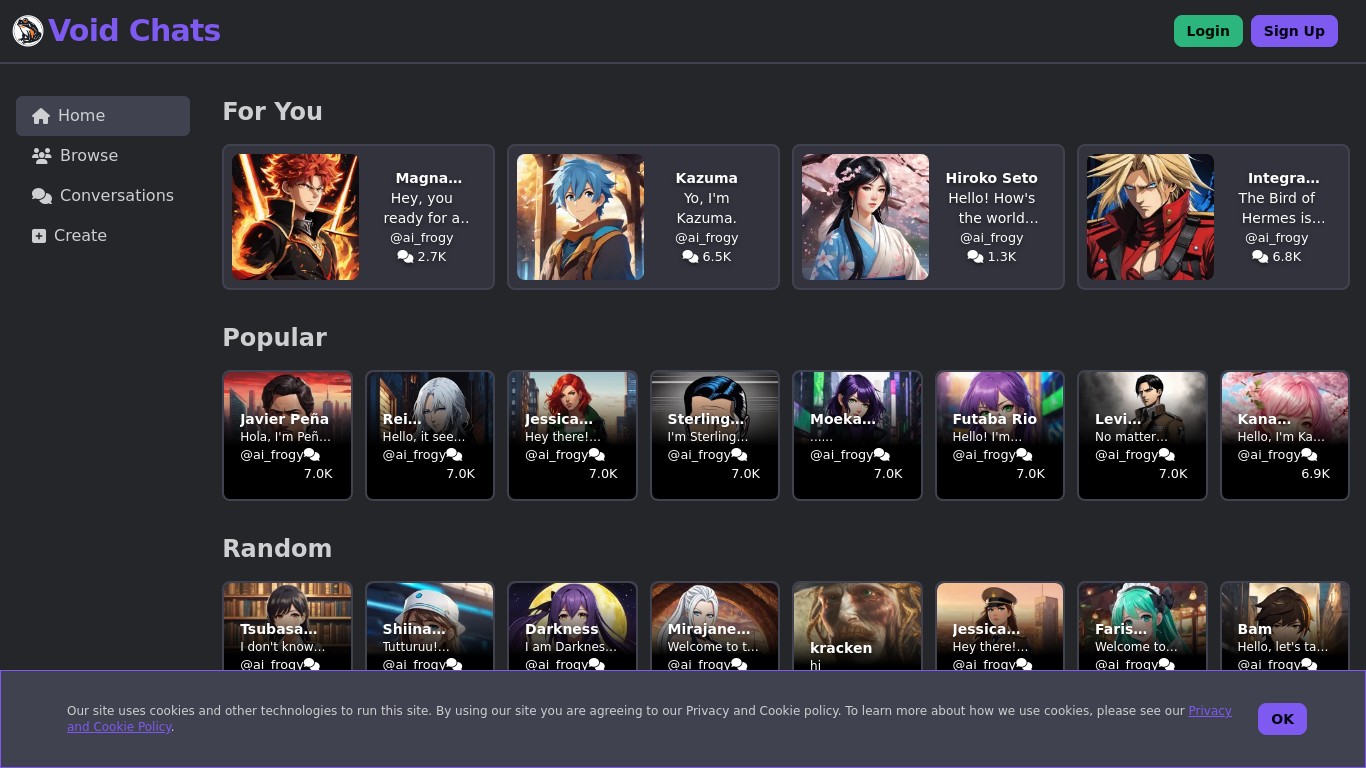 Void Chats
Login
Sign Up
Home
Browse
Conversations
Create
For You
Magna…
Hey, you
ready for a..
@ai_frogy
2.7K
Kazuma
Yo, I'm
Kazuma.
@ai_frogy
6.5K
Hiroko Seto
Hello! How's
the world…
@ai_frogy
1.3K
Integra…
The Bird of
Hermes is…
@ai_frogy
6.8K
Popular
Javier Peña
Hola, I'm Peñ…
@ai_frogy
7.0K
Rei…
Hello, it see…
@ai_frogy
7.0K
Jessica…
Hey there!…
@ai_frogy
7.0K
Sterling…
I'm Sterling…
@ai_frogy
7.0K
Moeka…
……
@ai_frogy
7.0K
Futaba Rio
Hello! I'm…
@ai_frogy
7.0K
Levi…
No matter…
@ai_frogy
7.0K
Kana…
Hello, I'm Ka…
@ai_frogy
6.9K
Random
Tsubasa…
I don't know…
@ai_frogy
Shiina…
Tutturuu!…
@ai_frogy
Darkness
I am Darknes…
@ai_frogy
Mirajane…
Welcome to t…
@ai_frogy
kracken
hi
Jessica…
Hey there!…
@ai_frogy
Faris…
Welcome to…
@ai_frogy
Bam
Hello, let's ta…
@ai_frogy
Our site uses cookies and other technologies to run this site. By using our site you are agreeing to our Privacy and Cookie policy. To learn more about how we use cookies, please see our Privacy
and Cookie Policy.
OK